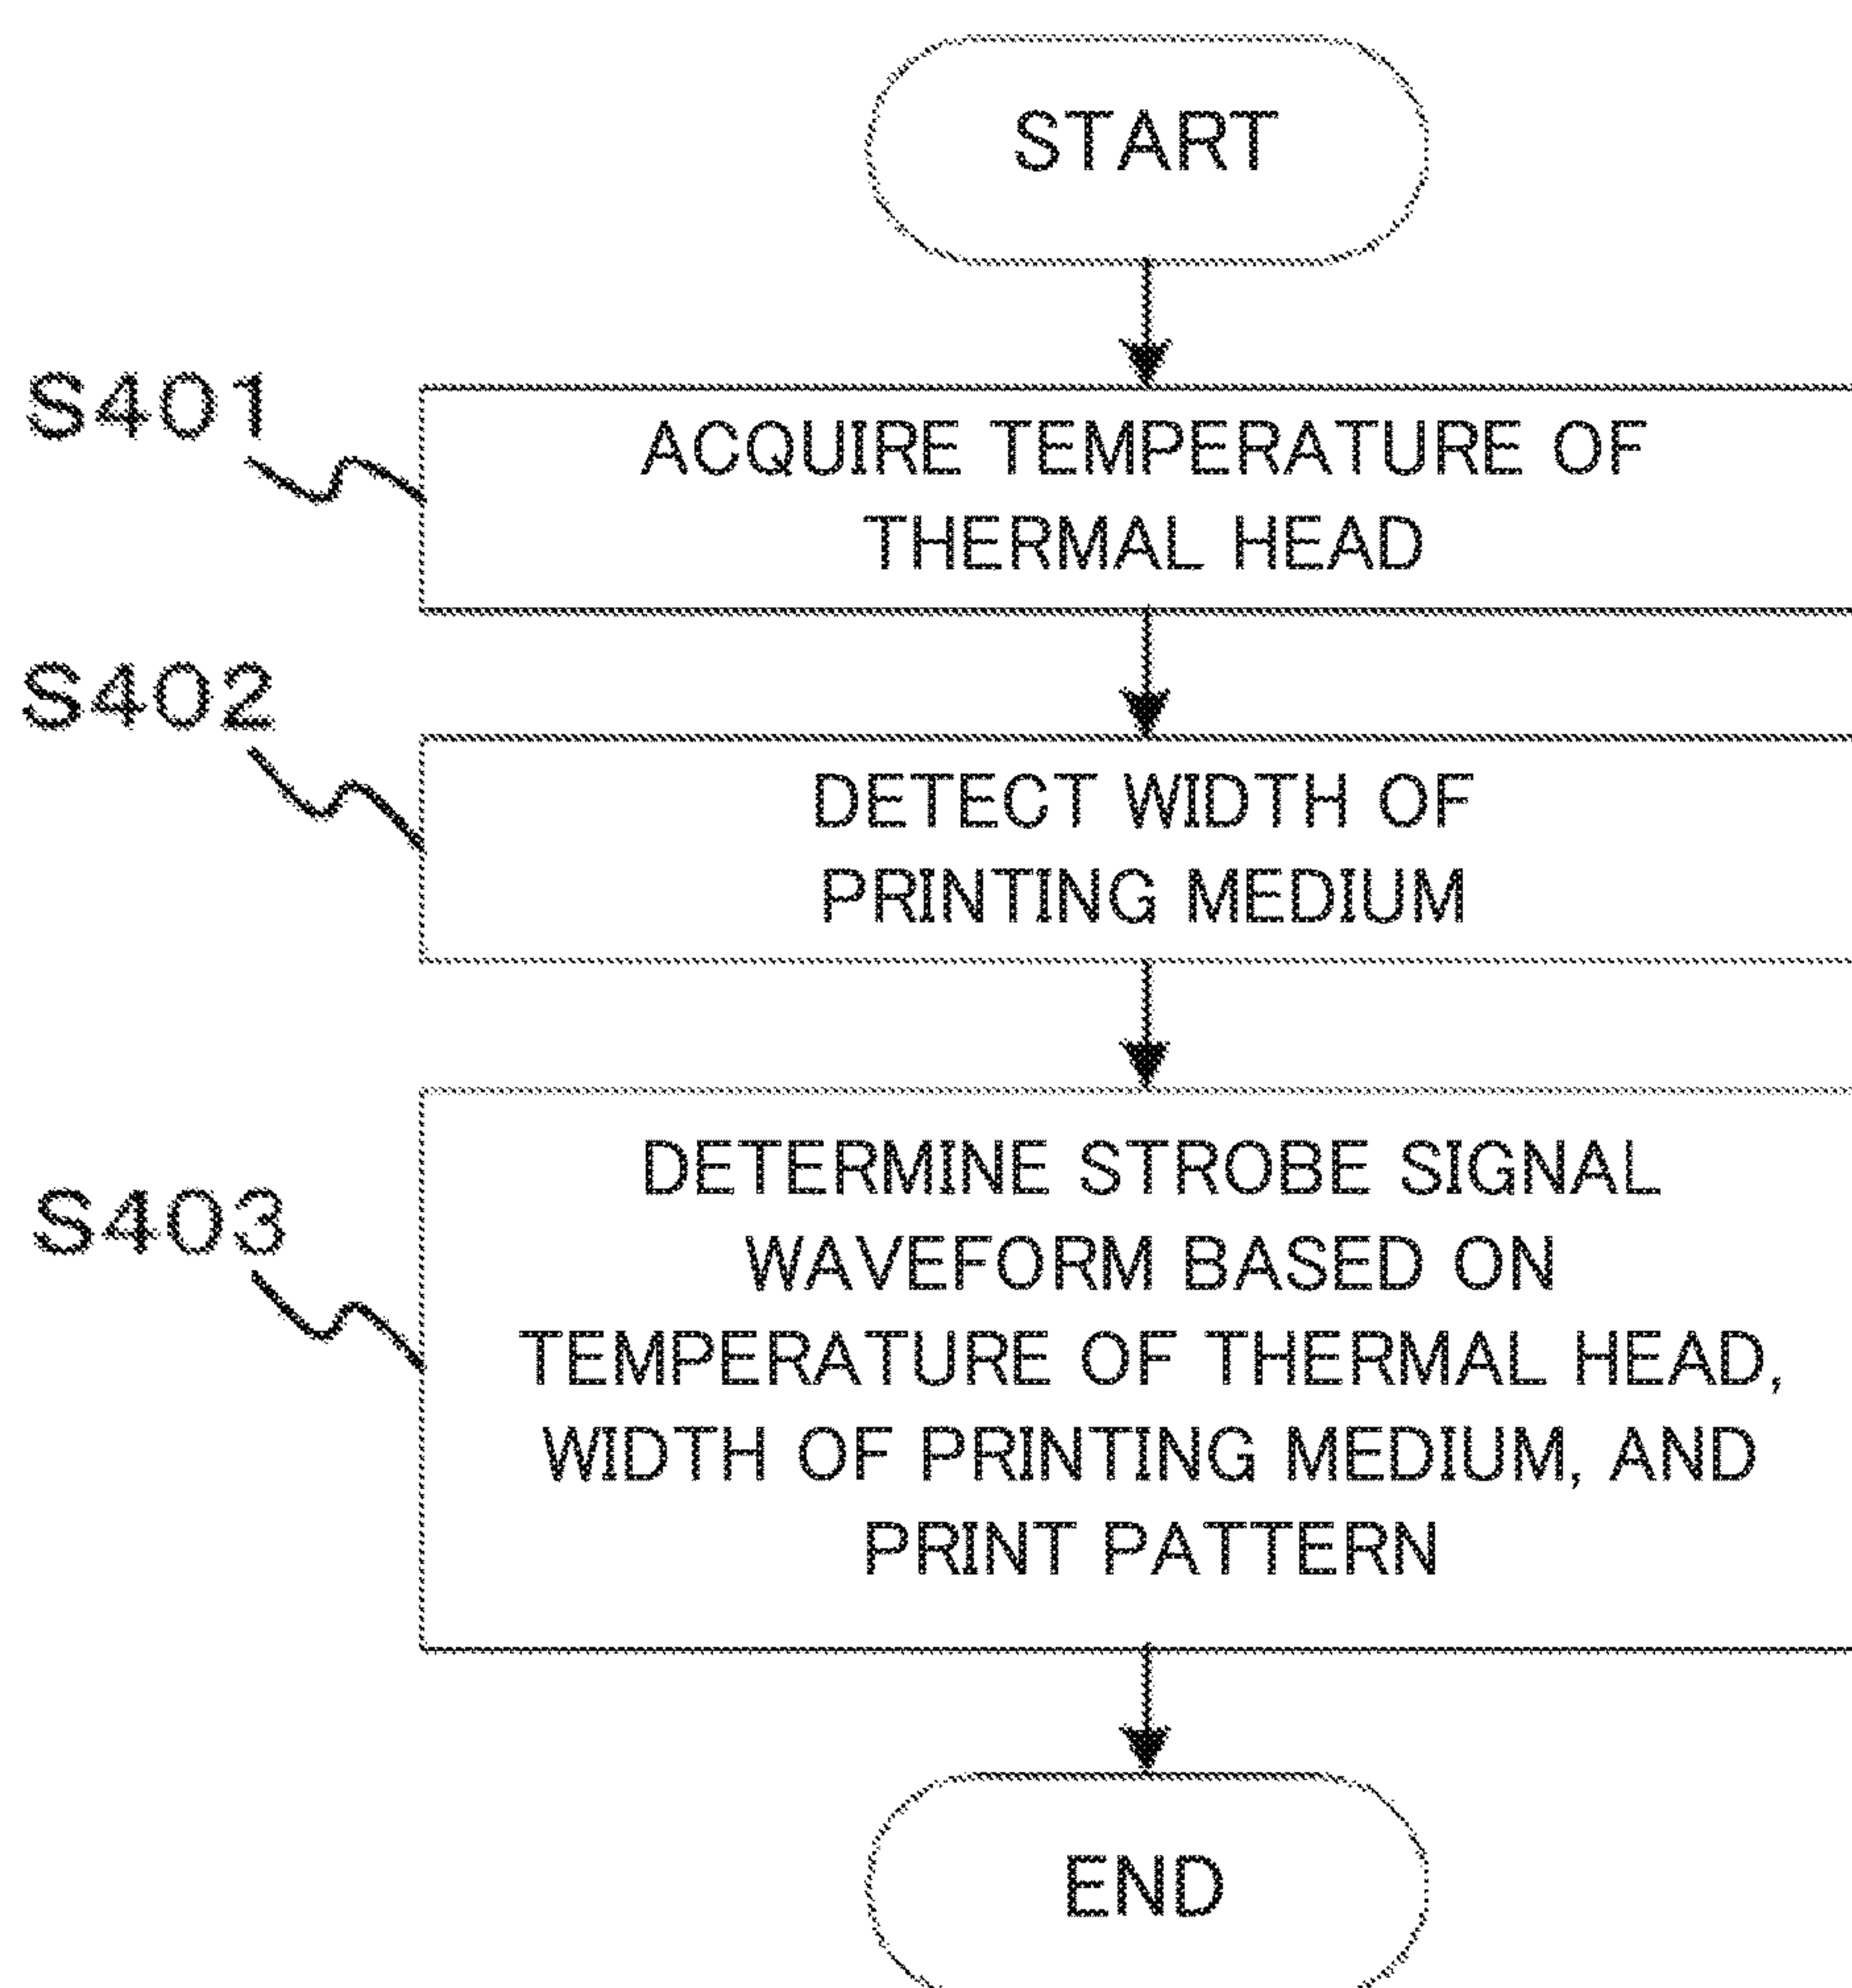 START
S401
ACQUIRE TEMPERATURE OF
THERMAL HEAD
S402
DETECT WIDTH OF
PRINTING MEDIUM
S403
DETERMINE STROBE SIGNAL
WAVEFORM BASED ON
TEMPERATURE OF THERMAL HEAD,
WIDTH OF PRINTING MEDIUM, AND
PRINT PATTERN
END